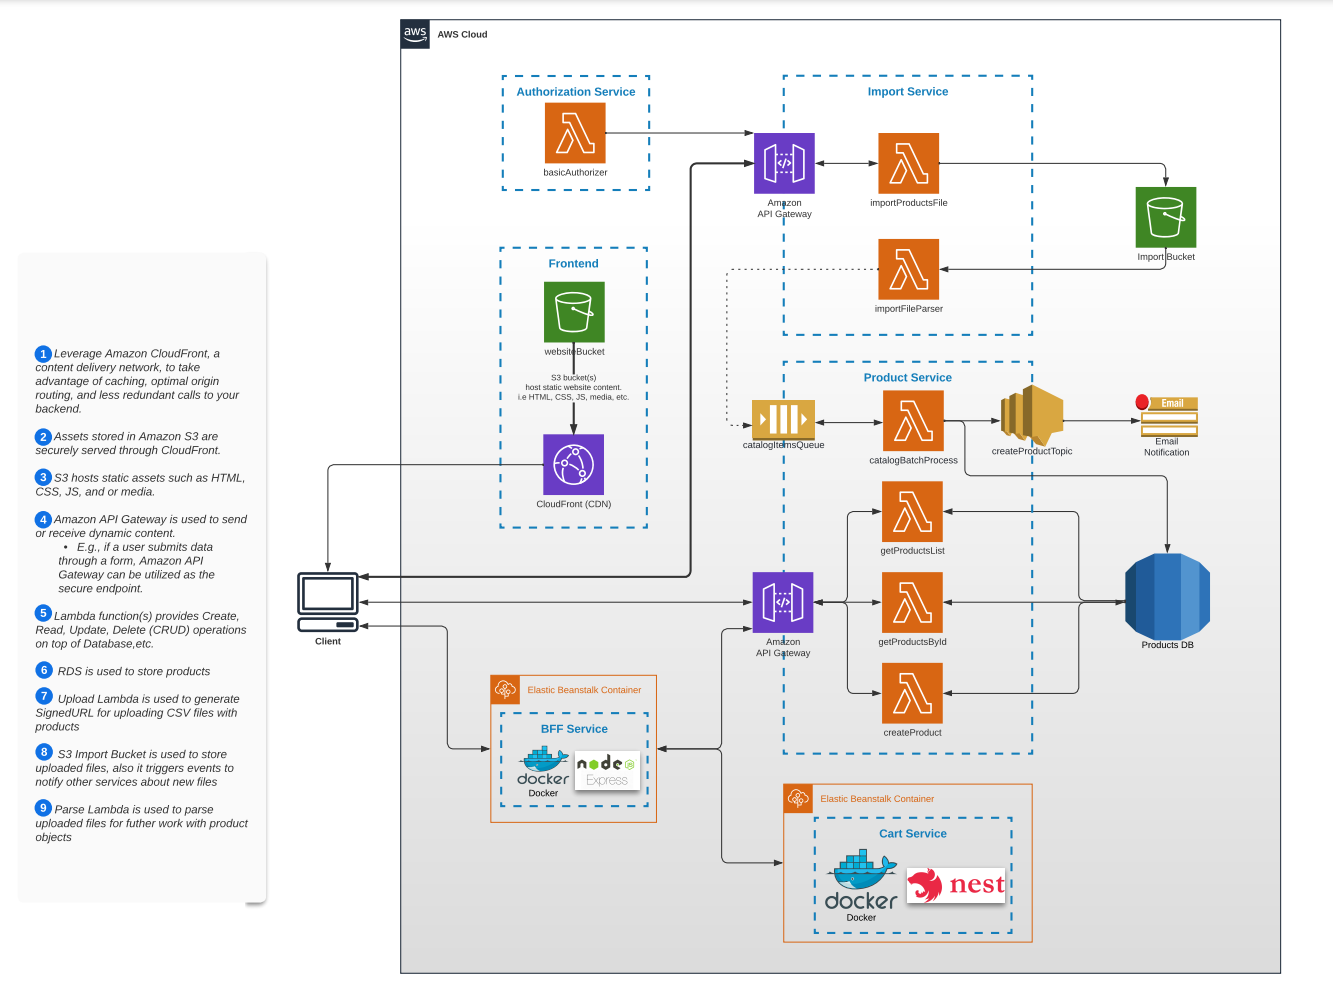 aws
AWS Cloud
Authorization Service
basicAuthorizer
Import Service
Amazon
API Gateway
importProductsFile
Import Bucket
importFileParser
Frontend
websiteBucket
S3 bucket(s)
host static website content.
i.e HTML, CSS, JS, media, etc.
CloudFront (CDN)
Product Service
catalogItemsQueue
catalogBatchProcess
createProductTopic
Email
Email
Notification
getProductsList
Amazon
API Gateway
getProductsById
createProduct
Products DB
Client
Elastic Beanstalk Container
BFF Service
docker
Docker
node
JS
Express
Elastic Beanstalk Container
Cart Service
docker
Docker
nest
1 Leverage Amazon CloudFront, a
content delivery network, to take
advantage of caching, optimal origin
routing, and less redundant calls to your
backend.
2 Assets stored in Amazon S3 are
securely served through CloudFront.
3 S3 hosts static assets such as HTML,
CSS, JS, and or media.
4 Amazon API Gateway is used to send
or receive dynamic content.
• E.g., if a user submits data
through a form, Amazon API
Gateway can be utilized as the
secure endpoint.
5 Lambda function(s) provides Create,
Read, Update, Delete (CRUD) operations
on top of Database,etc.
6 RDS is used to store products
7 Upload Lambda is used to generate
SignedURL for uploading CSV files with
products
8 S3 Import Bucket is used to store
uploaded files, also it triggers events to
notify other services about new files
9 Parse Lambda is used to parse
uploaded files for futher work with product
objects